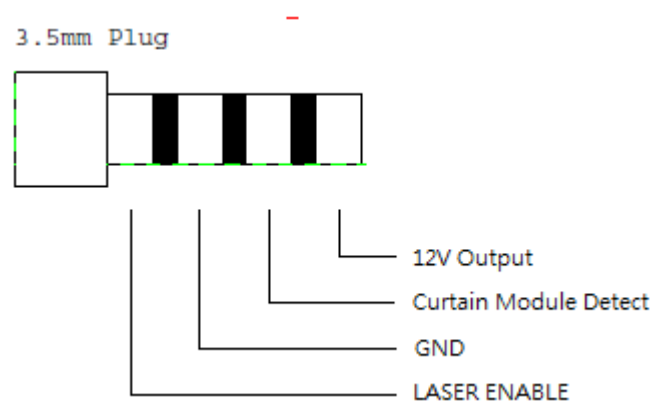 3.5mm Plug
12V Output
Curtain Module Detect
GND
LASER ENABLE